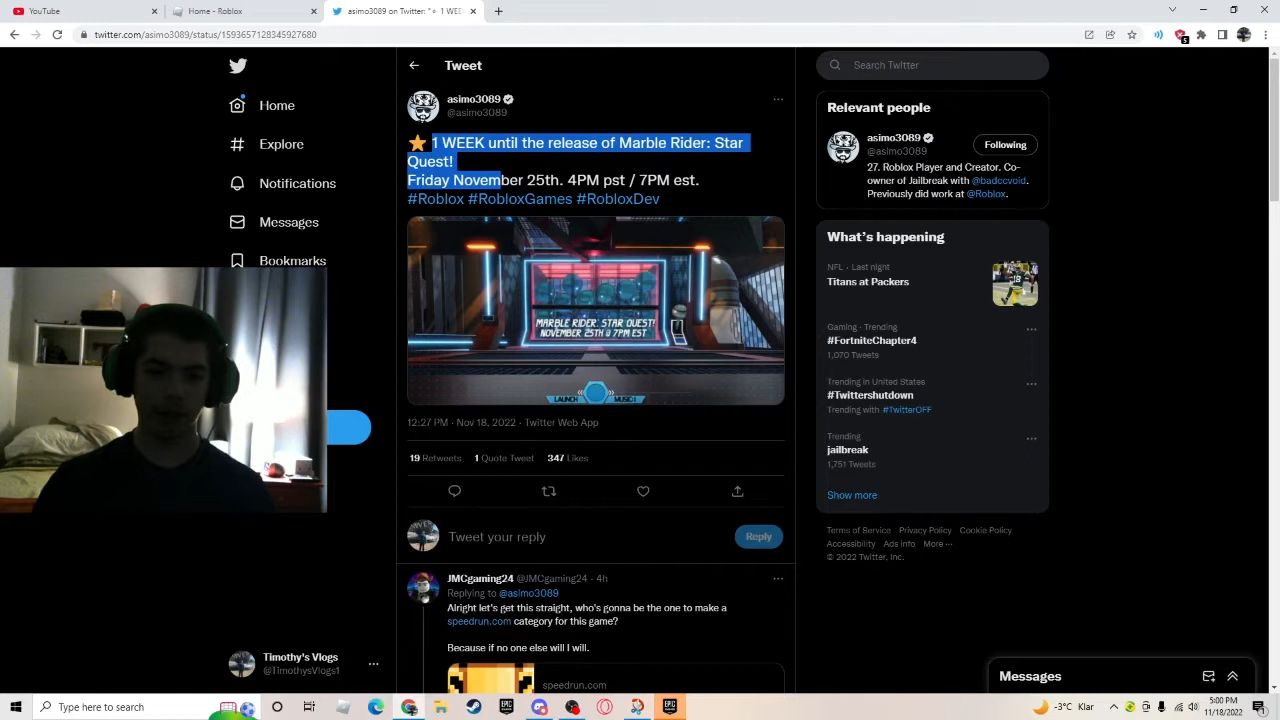 YouTube
Home - Roblox
asimo3089 on Twitter: "⭐ 1 WEE
twitter.com/asimo3089/status/1593657128345927680
Home
Explore
Notifications
Messages
Bookmarks
Timothy's Vlogs
@TimothysVlogs1
Tweet
asimo3089
@asimo3089
⭐ 1 WEEK until the release of Marble Rider: Star
Quest!
Friday November 25th. 4PM pst / 7PM est.
#Roblox #RobloxGames #RobloxDev
MARBLE RIDER: STAR QUEST!
NOVEMBER 25TH @ 7PM EST
LAUNCH MUSIC
12:27 PM · Nov 18, 2022 · Twitter Web App
19 Retweets 1 Quote Tweet 347 Likes
Tweet your reply
Reply
JMCgaming24 @JMCgaming24 · 4h
Replying to @asimo3089
Alright let's get this straight, who's gonna be the one to make a
speedrun.com category for this game?
Because if no one else will I will.
speedrun.com
Search Twitter
Relevant people
asimo3089
@asimo3089
Following
27. Roblox Player and Creator. Co-
owner of Jailbreak with @badccvoid.
Previously did work at @Roblox.
What's happening
NFL · Last night
Titans at Packers
Gaming · Trending
#FortniteChapter4
1,070 Tweets
Trending in United States
#Twittershutdown
Trending with #TwitterOFF
Trending
jailbreak
1,751 Tweets
Show more
Terms of Service Privacy Policy Cookie Policy
Accessibility Ads info More ···
© 2022 Twitter, Inc.
Messages
Type here to search
-3°C Klar
5:00 PM
11/18/2022